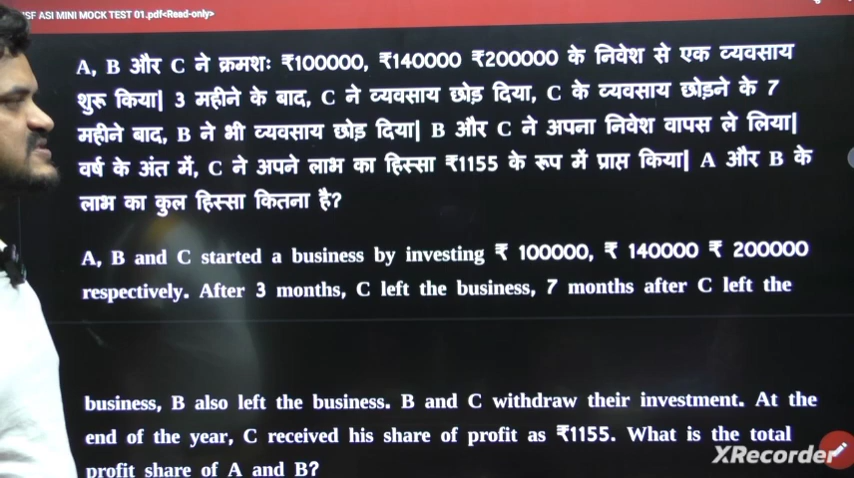 SF ASI MINI MOCK TEST 01.pdf<Read-only>
A, B और C ने क्रमशः ₹100000, ₹140000 ₹200000 के निवेश से एक व्यवसाय
शुरू किया| 3 महीने के बाद, C ने व्यवसाय छोड़ दिया, C के व्यवसाय छोड़ने के 7
महीने बाद, B ने भी व्यवसाय छोड़ दिया| B और C ने अपना निवेश वापस ले लिया|
वर्ष के अंत में, C ने अपने लाभ का हिस्सा ₹1155 के रूप में प्राप्त किया| A और B के
लाभ का कुल हिस्सा कितना है?
A, B and C started a business by investing ₹ 100000, ₹ 140000 ₹ 200000
respectively. After 3 months, C left the business, 7 months after C left the
business, B also left the business. B and C withdraw their investment. At the
end of the year, C received his share of profit as ₹1155. What is the total
profit share of A and B?
XRecorder